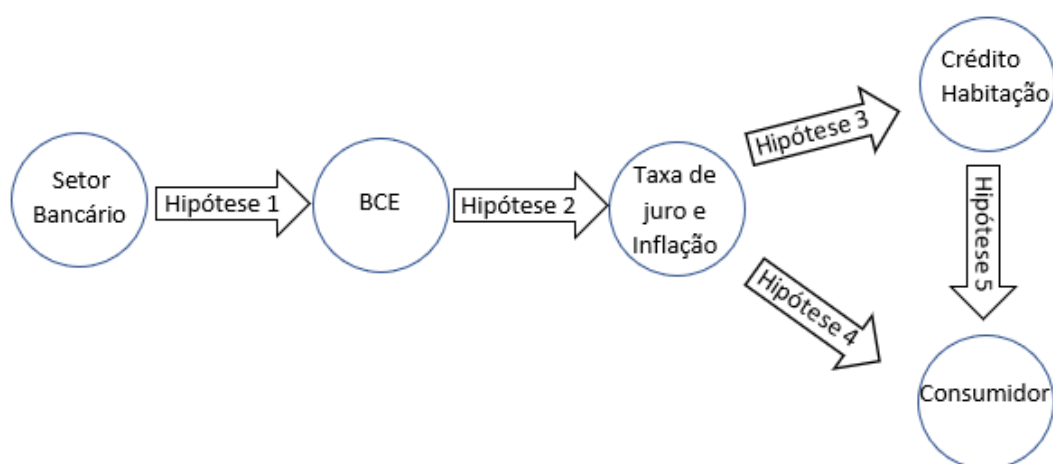 Setor
Bancário
Hipótese 1
BCE
Hipótese 2
Taxa de
juro e
Inflação
Hipótese 3
Crédito
Habitação
Hipótese 4
Hipótese 5
Consumidor